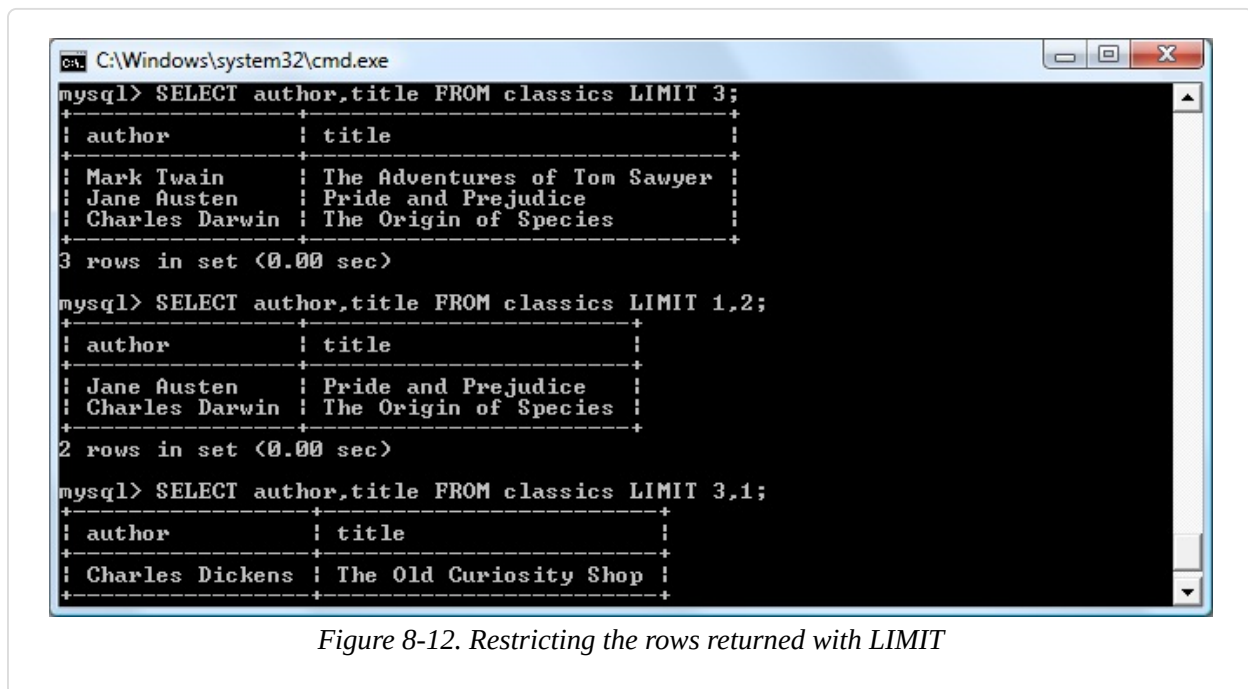 C:\Windows\system32\cmd.exe
mysql> SELECT author,title FROM classics LIMIT 3;
+----------------+------------------------------+
| author         | title                        |
+----------------+------------------------------+
| Mark Twain     | The Adventures of Tom Sawyer |
| Jane Austen    | Pride and Prejudice          |
| Charles Darwin | The Origin of Species        |
+----------------+------------------------------+
3 rows in set (0.00 sec)
mysql> SELECT author,title FROM classics LIMIT 1,2;
+----------------+-----------------------+
| author         | title                 |
+----------------+-----------------------+
| Jane Austen    | Pride and Prejudice   |
| Charles Darwin | The Origin of Species |
+----------------+-----------------------+
2 rows in set (0.00 sec)
mysql> SELECT author,title FROM classics LIMIT 3,1;
+-----------------+------------------------+
| author          | title                  |
+-----------------+------------------------+
| Charles Dickens | The Old Curiosity Shop |
+-----------------+------------------------+
Figure 8-12. Restricting the rows returned with LIMIT